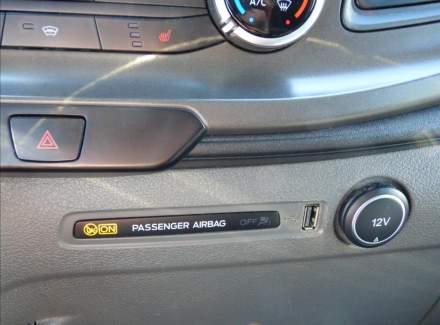 A/C
ON PASSENGER AIRBAG OFF
12V